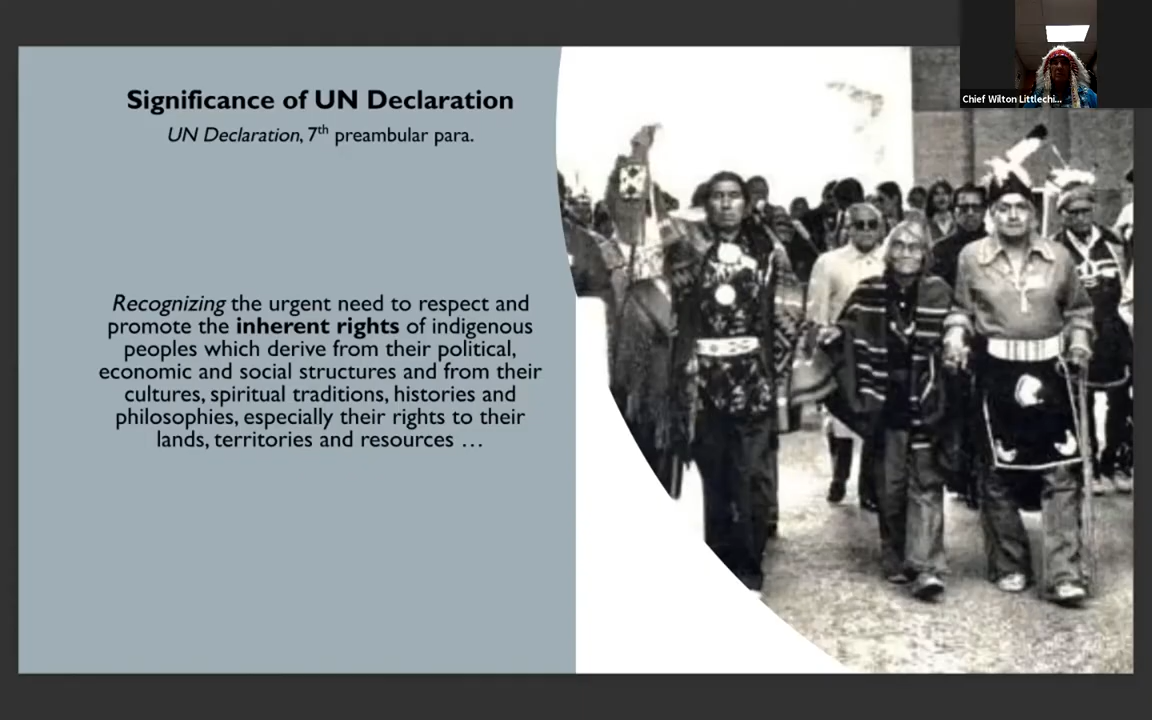 Significance of UN Declaration
UN Declaration, 7th preambular para.
Recognizing the urgent need to respect and
promote the inherent rights of indigenous
peoples which derive from their political,
economic and social structures and from their
cultures, spiritual traditions, histories and
philosophies, especially their rights to their
lands, territories and resources …
Chief Wilton Littlechi...